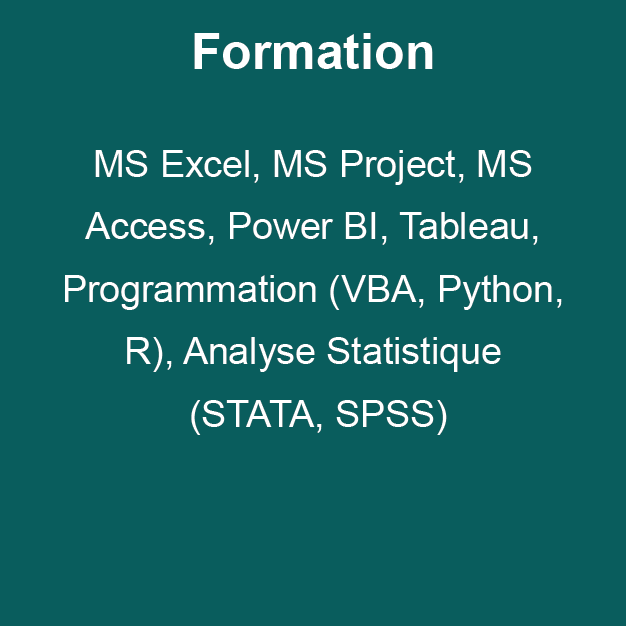 Formation
MS Excel, MS Project, MS
Access, Power BI, Tableau,
Programmation (VBA, Python,
R), Analyse Statistique
(STATA, SPSS)